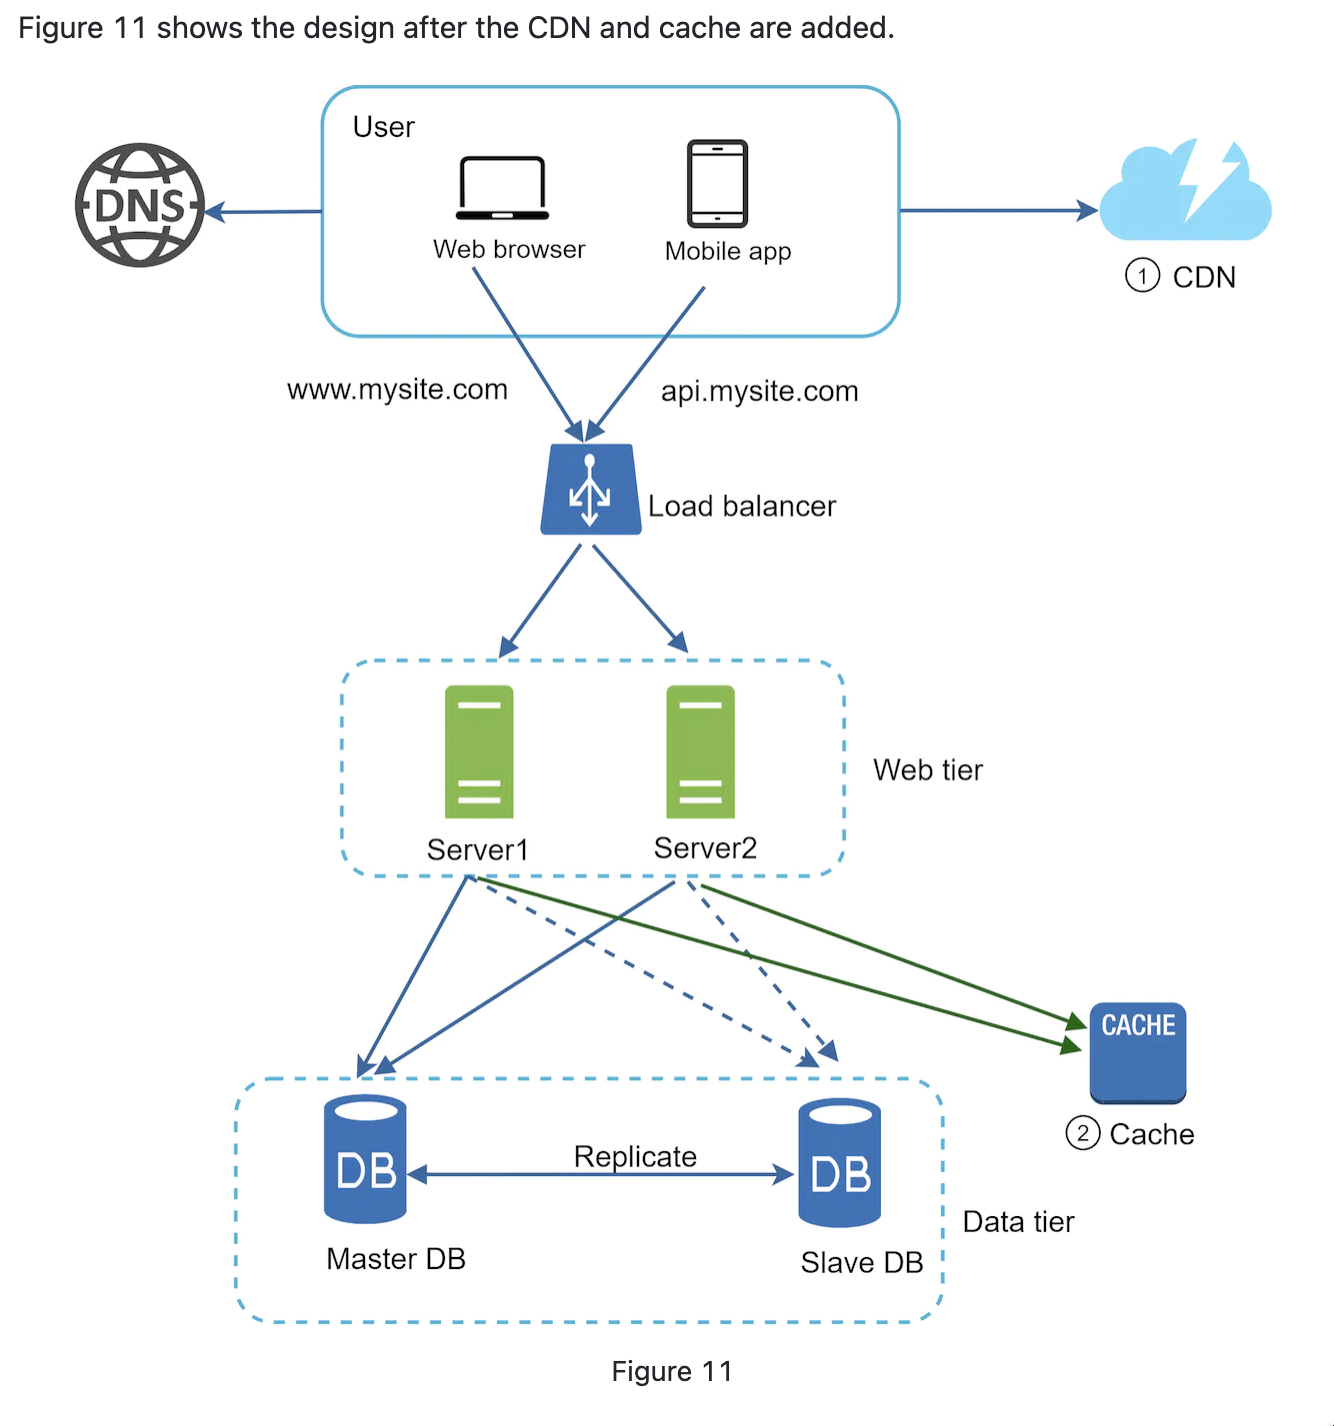 Figure 11 shows the design after the CDN and cache are added.
User
DNS
Web browser
Mobile app
1 CDN
www.mysite.com
api.mysite.com
Load balancer
Web tier
Server1
Server2
CACHE
2 Cache
DB
Replicate
DB
Data tier
Master DB
Slave DB
Figure 11